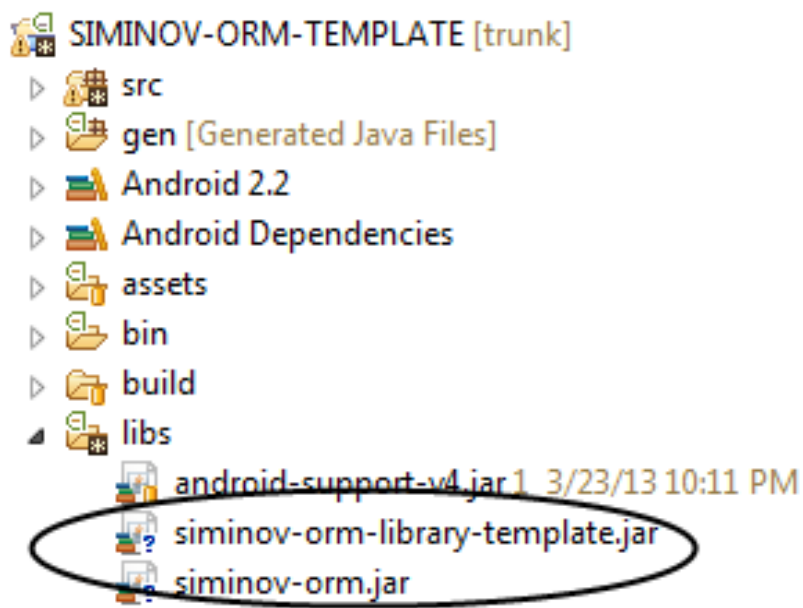 SIMINOV-ORM-TEMPLATE [trunk]
src
gen [Generated Java Files]
Android 2.2
Android Dependencies
assets
bin
build
libs
android-support-v4.jar 1 3/23/13 10:11 PM
siminov-orm-library-template.jar
siminov-orm.jar